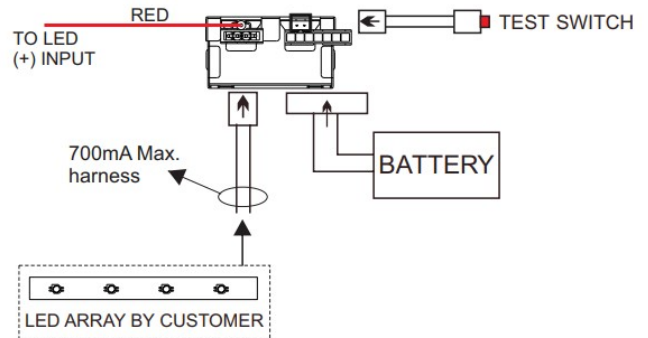 RED
TO LED
(+) INPUT
TEST SWITCH
700mA Max.
harness
BATTERY
LED ARRAY BY CUSTOMER